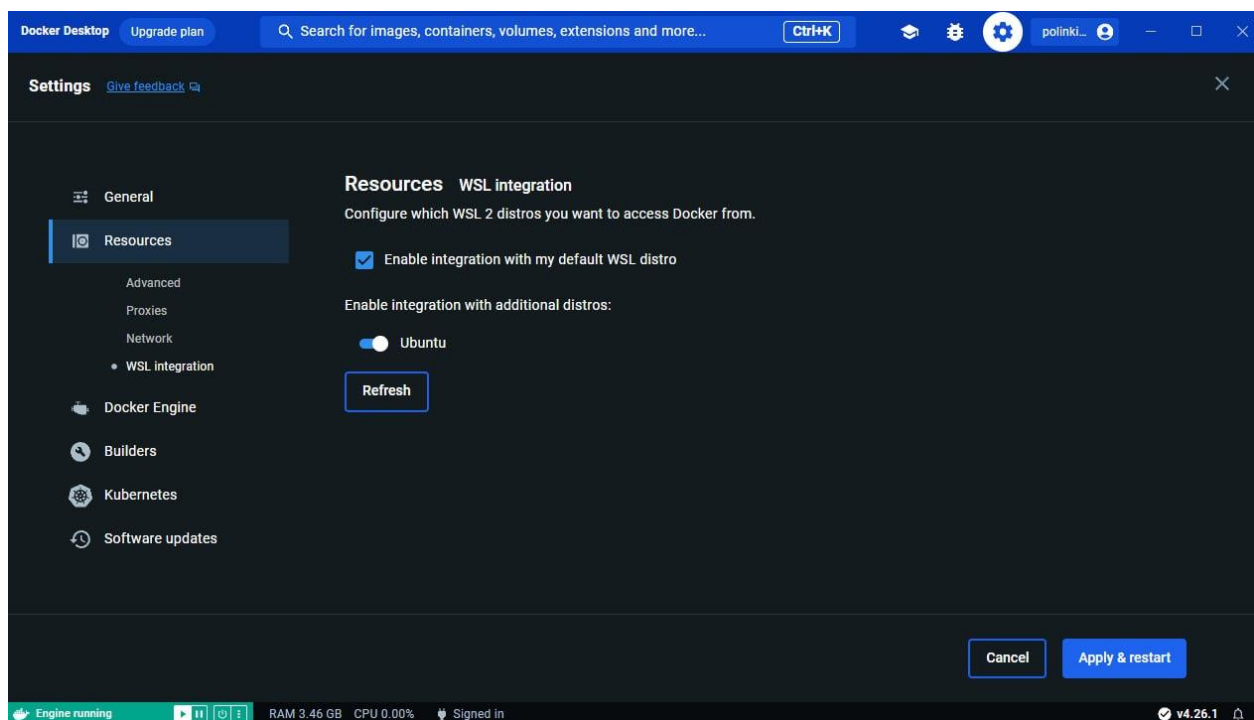 Docker Desktop Upgrade plan Search for images, containers, volumes, extensions and more... Ctrl+K polinki...
Settings Give feedback
General
Resources
Advanced
Proxies
Network
WSL integration
Docker Engine
Builders
Kubernetes
Software updates
Resources WSL integration
Configure which WSL 2 distros you want to access Docker from.
Enable integration with my default WSL distro
Enable integration with additional distros:
Ubuntu
Refresh
Cancel Apply & restart
Engine running RAM 3.46 GB CPU 0.00% Signed in v4.26.1